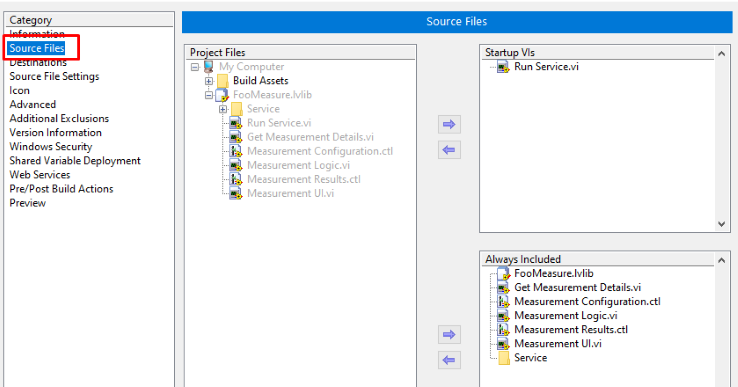 Category
Information
Source Files
Destinations
Source File Settings
Icon
Advanced
Additional Exclusions
Version Information
Windows Security
Shared Variable Deployment
Web Services
Pre/Post Build Actions
Preview
Source Files
Project Files
My Computer
Build Assets
FooMeasure.lvlib
Service
Run Service.vi
Get Measurement Details.vi
Measurement Configuration.ctl
Measurement Logic.vi
Measurement Results.ctl
Measurement UI.vi
Startup VIs
Run Service.vi
Always Included
FooMeasure.lvlib
Get Measurement Details.vi
Measurement Configuration.ctl
Measurement Logic.vi
Measurement Results.ctl
Measurement UI.vi
Service